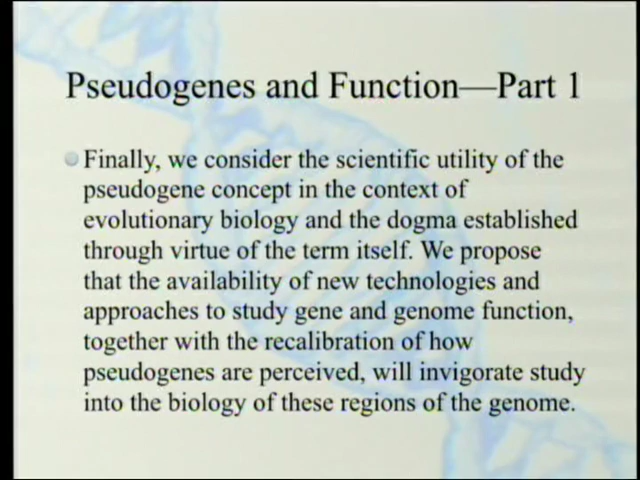 Pseudogenes and Function—Part 1
Finally, we consider the scientific utility of the
pseudogene concept in the context of
evolutionary biology and the dogma established
through virtue of the term itself. We propose
that the availability of new technologies and
approaches to study gene and genome function,
together with the recalibration of how
pseudogenes are perceived, will invigorate study
into the biology of these regions of the genome.